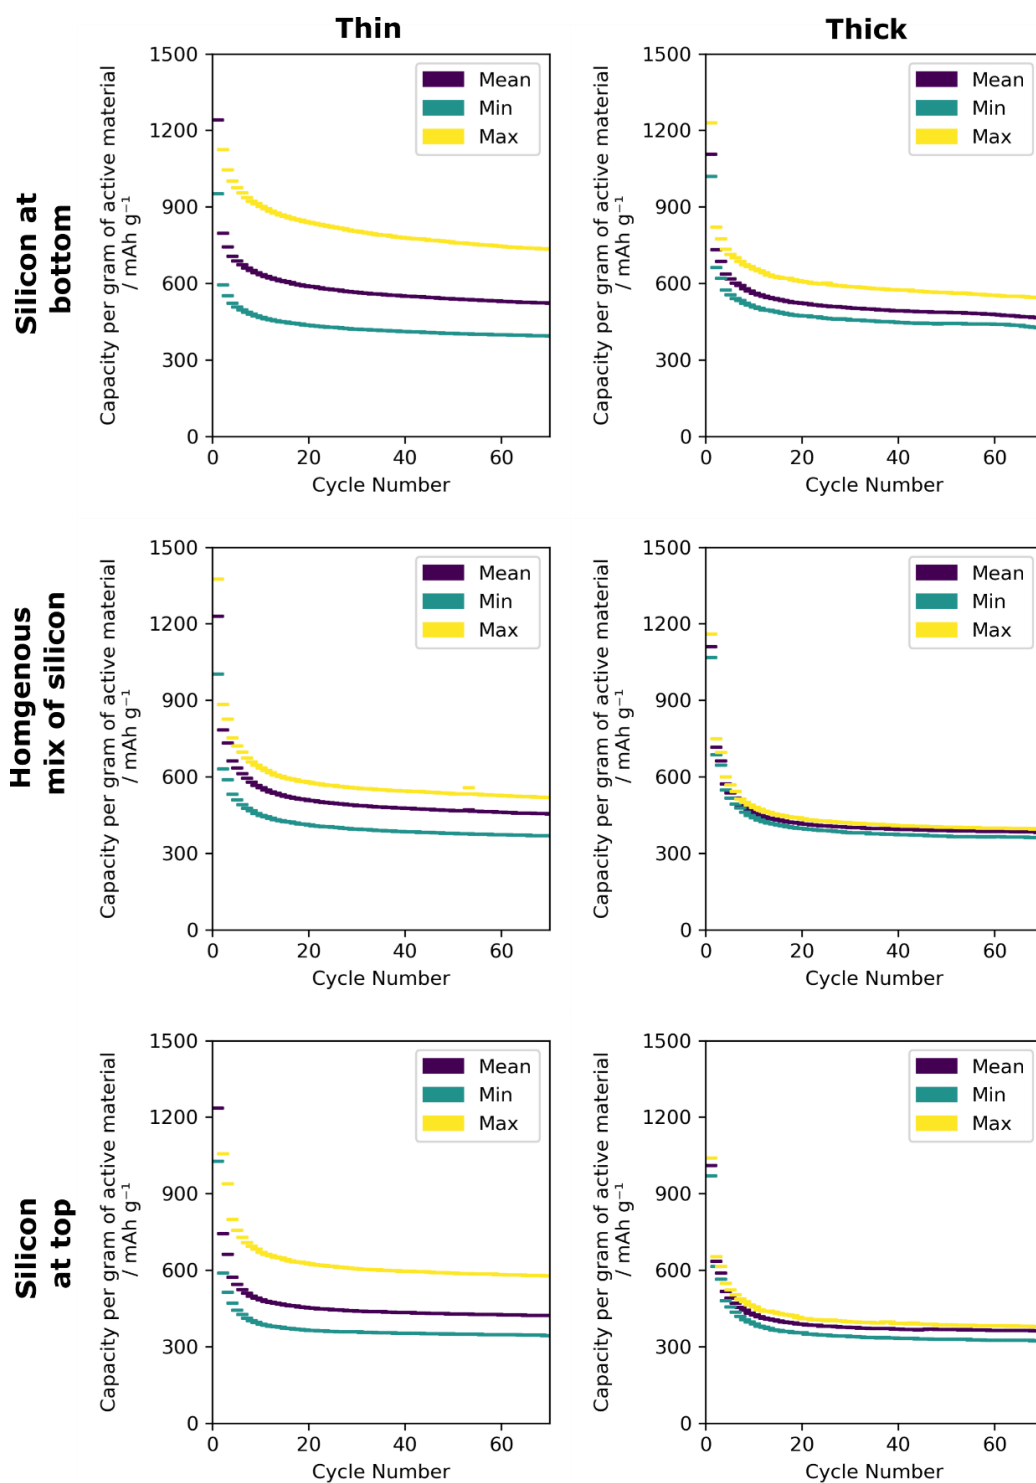 Thin
Thick
Silicon at
bottom
Capacity per gram of active material
/ mAh g⁻¹
1500
1200
900
600
300
0
0 20 40 60
Cycle Number
Mean
Min
Max
Capacity per gram of active material
/ mAh g⁻¹
1500
1200
900
600
300
0
0 20 40 60
Cycle Number
Mean
Min
Max
Homgenous
mix of silicon
Capacity per gram of active material
/ mAh g⁻¹
1500
1200
900
600
300
0
0 20 40 60
Cycle Number
Mean
Min
Max
Capacity per gram of active material
/ mAh g⁻¹
1500
1200
900
600
300
0
0 20 40 60
Cycle Number
Mean
Min
Max
Silicon
at top
Capacity per gram of active material
/ mAh g⁻¹
1500
1200
900
600
300
0
0 20 40 60
Cycle Number
Mean
Min
Max
Capacity per gram of active material
/ mAh g⁻¹
1500
1200
900
600
300
0
0 20 40 60
Cycle Number
Mean
Min
Max